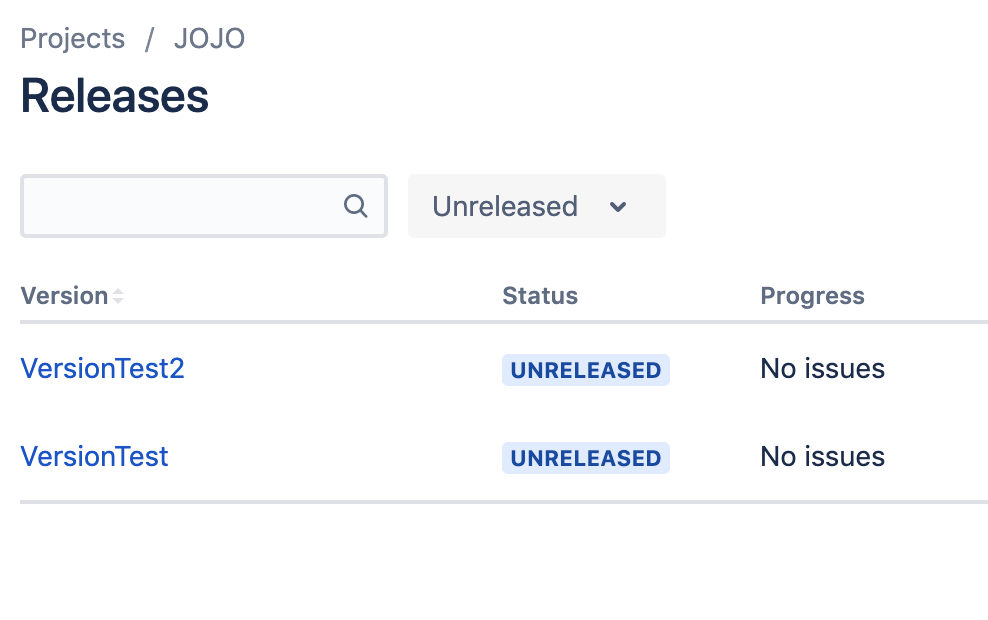 Projects / JOJO
Releases
Unreleased
Version Status Progress
VersionTest2 UNRELEASED No issues
VersionTest UNRELEASED No issues